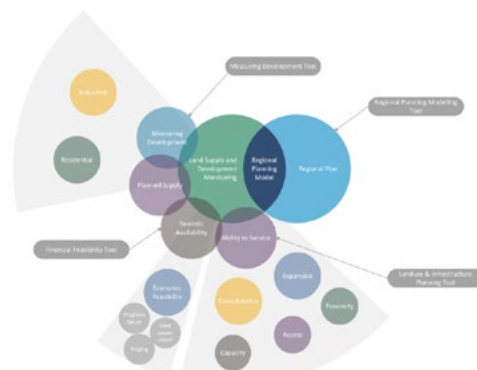 Measuring Development Tool
Industrial
Regional Planning Modelling
Tool
Measuring
Development
Residential
Land Supply and
Development
Monitoring
Regional
Planning
Model
Regional Plan
Planned Supply
Realistic
Availability
Ability to Service
Financial Feasibility Tool
Expansion
Landuse & Infrastructure
Planning Tool
Economic
Feasibility
Consolidation
Proximity
Access
Capacity